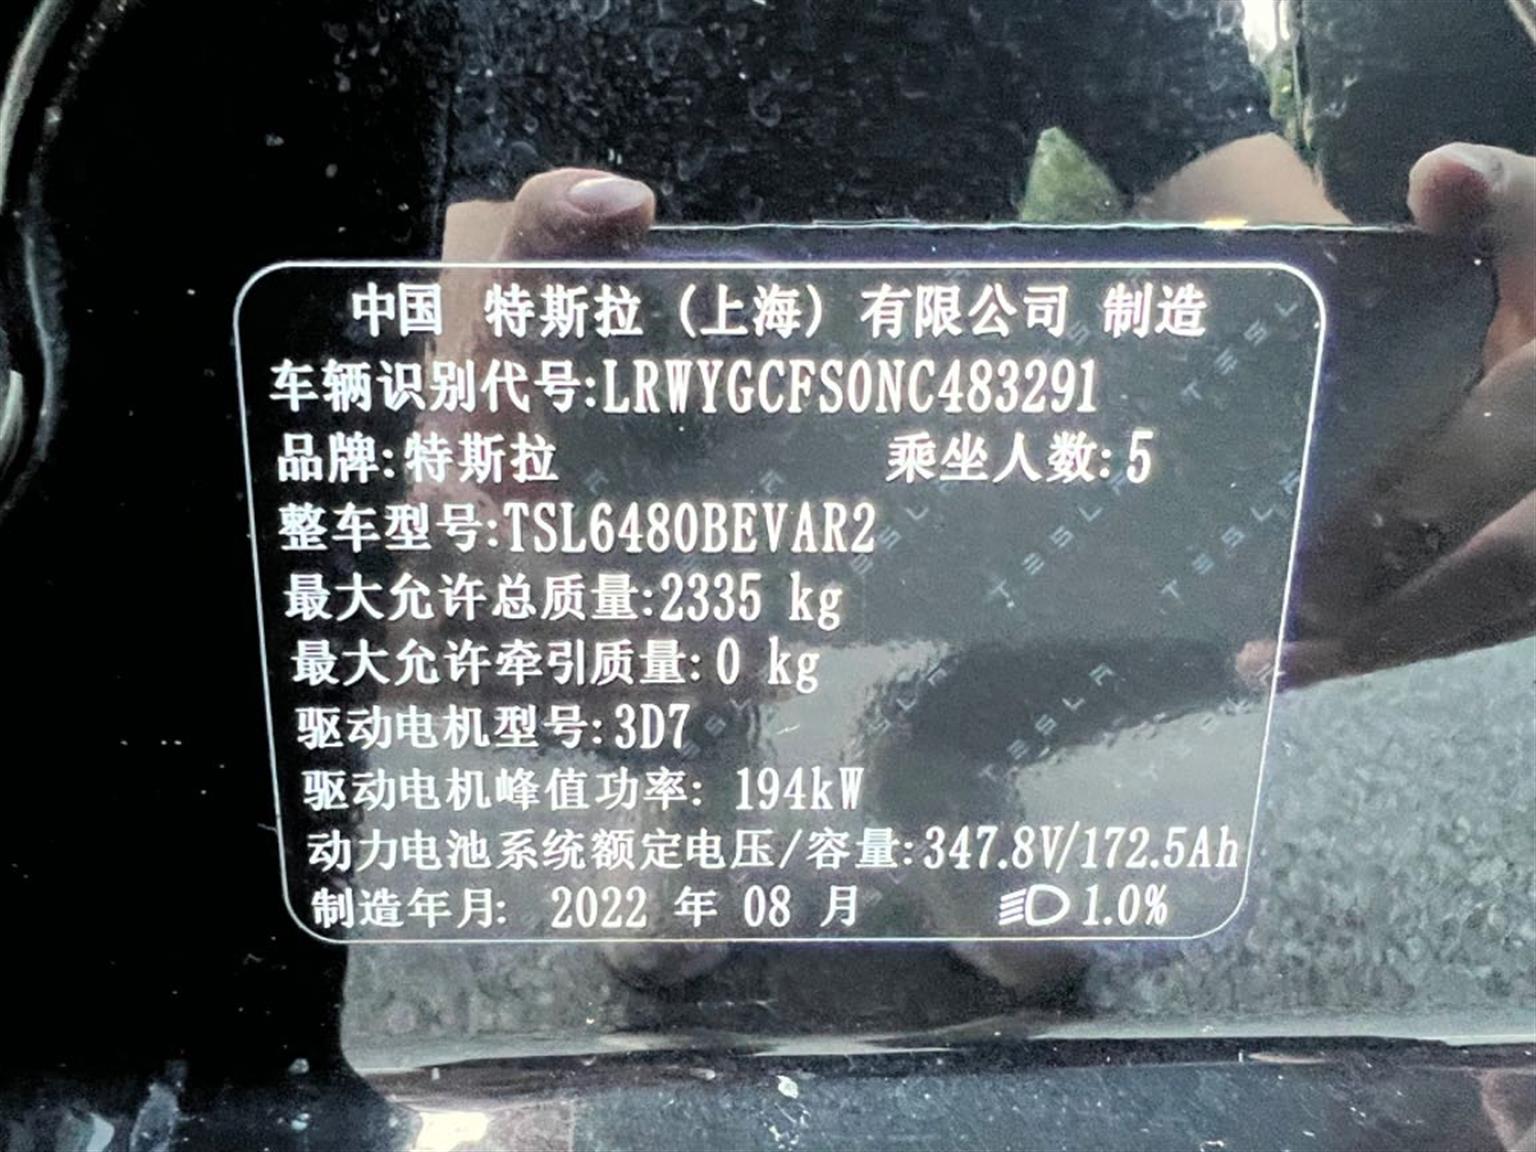 中国 特斯拉 (上海) 有限公司 制造
车辆识别代号:LRWYGCFS0NC483291
品牌:特斯拉 乘坐人数:5
整车型号:TSL6480BEVAR2
最大允许总质量:2335 kg
最大允许牵引质量:0 kg
驱动电机型号:3D7
驱动电机峰值功率: 194kW
动力电池系统额定电压/容量:347.8V/172.5Ah
制造年月: 2022 年 08 月 1.0%
TESLA
TESLA
TESLA
TESLA